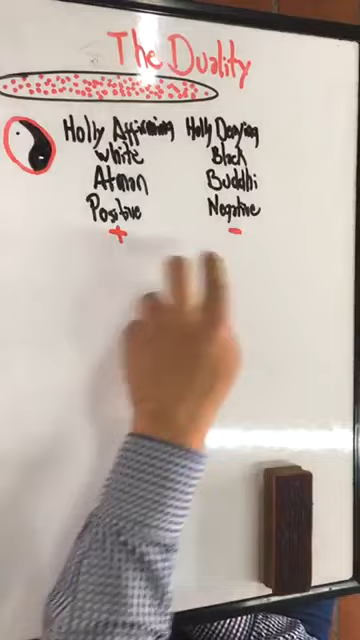 The Duality
Holly Affirming Holly Denying
White Black
Atman Buddhi
Positive Negative
+ -